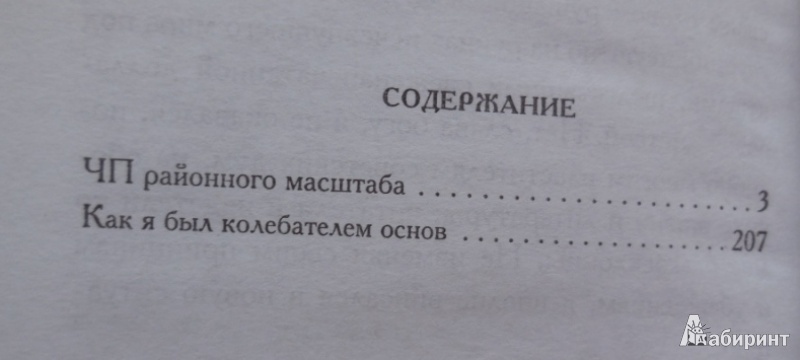 СОДЕРЖАНИЕ
ЧП районного масштаба . . . . . . . . . . . . . . . . . . . . 3
Как я был колебателем основ . . . . . . . . . . . . . . . . 207
Лабиринт